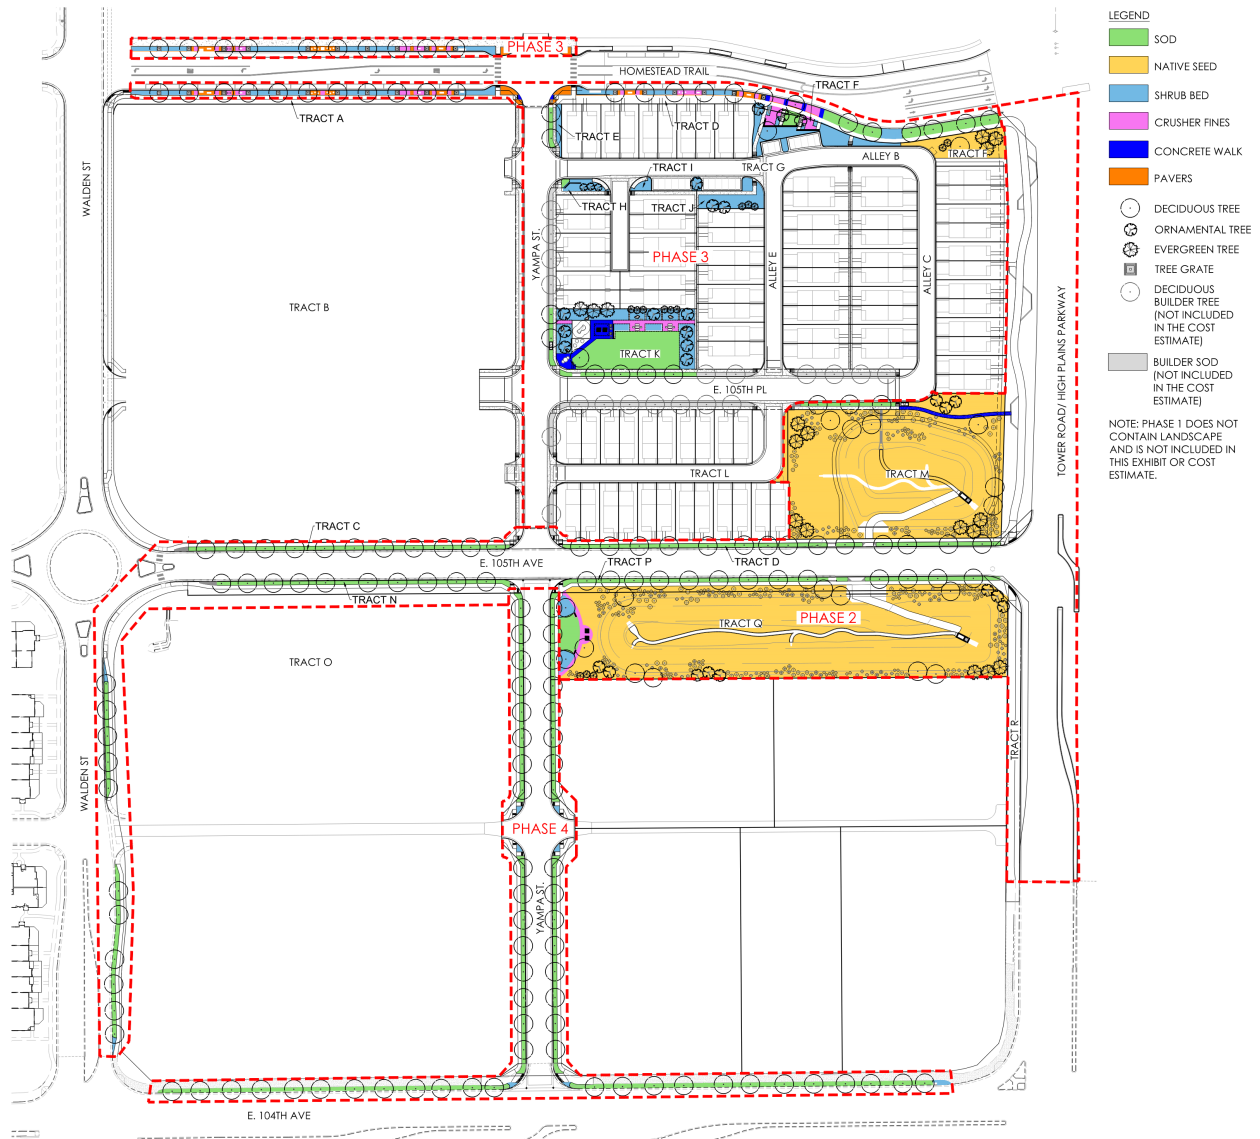 LEGEND
SOD
NATIVE SEED
SHRUB BED
CRUSHER FINES
CONCRETE WALK
PAVERS
DECIDUOUS TREE
ORNAMENTAL TREE
EVERGREEN TREE
TREE GRATE
DECIDUOUS
BUILDER TREE
(NOT INCLUDED
IN THE COST
ESTIMATE)
BUILDER SOD
(NOT INCLUDED
IN THE COST
ESTIMATE)
NOTE: PHASE 1 DOES NOT
CONTAIN LANDSCAPE
AND IS NOT INCLUDED IN
THIS EXHIBIT OR COST
ESTIMATE.
PHASE 3
HOMESTEAD TRAIL
TRACT F
TRACT A
TRACT E
TRACT D
TRACT F
ALLEY B
TRACT I
TRACT G
WALDEN ST
TRACT H
TRACT J
YAMPA ST.
PHASE 3
ALLEY E
ALLEY C
TRACT B
TRACT K
E. 105TH PL
TOWER ROAD/ HIGH PLAINS PARKWAY
TRACT L
TRACT M
TRACT C
E. 105TH AVE
TRACT P
TRACT D
TRACT N
TRACT Q
PHASE 2
TRACT O
TRACT R
WALDEN ST
PHASE 4
YAMPA ST.
E. 104TH AVE